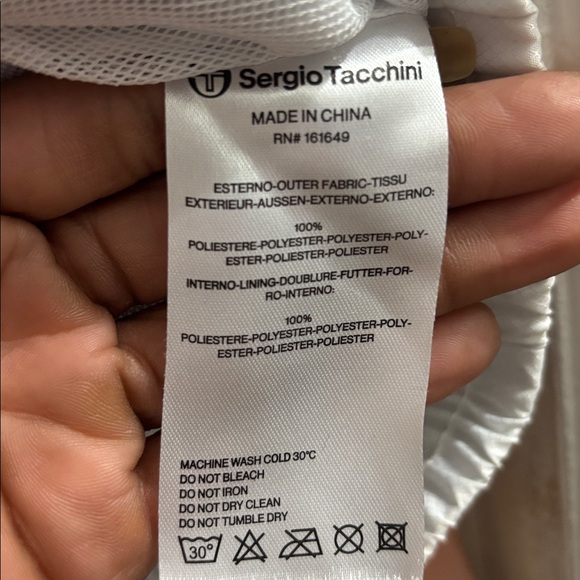 Sergio Tacchini
MADE IN CHINA
RN# 161649
ESTERNO-OUTER FABRIC-TISSU
EXTERIEUR-AUSSEN-EXTERNO-EXTERNO:
100%
POLIESTERE-POLYESTER-POLYESTER-POLY-
ESTER-POLIESTER-POLIESTER
INTERNO-LINING-DOUBLURE-FUTTER-FOR-
RO-INTERNO:
100%
POLIESTERE-POLYESTER-POLYESTER-POLY-
ESTER-POLIESTER-POLIESTER
MACHINE WASH COLD 30°C
DO NOT BLEACH
DO NOT IRON
DO NOT DRY CLEAN
DO NOT TUMBLE DRY
30°